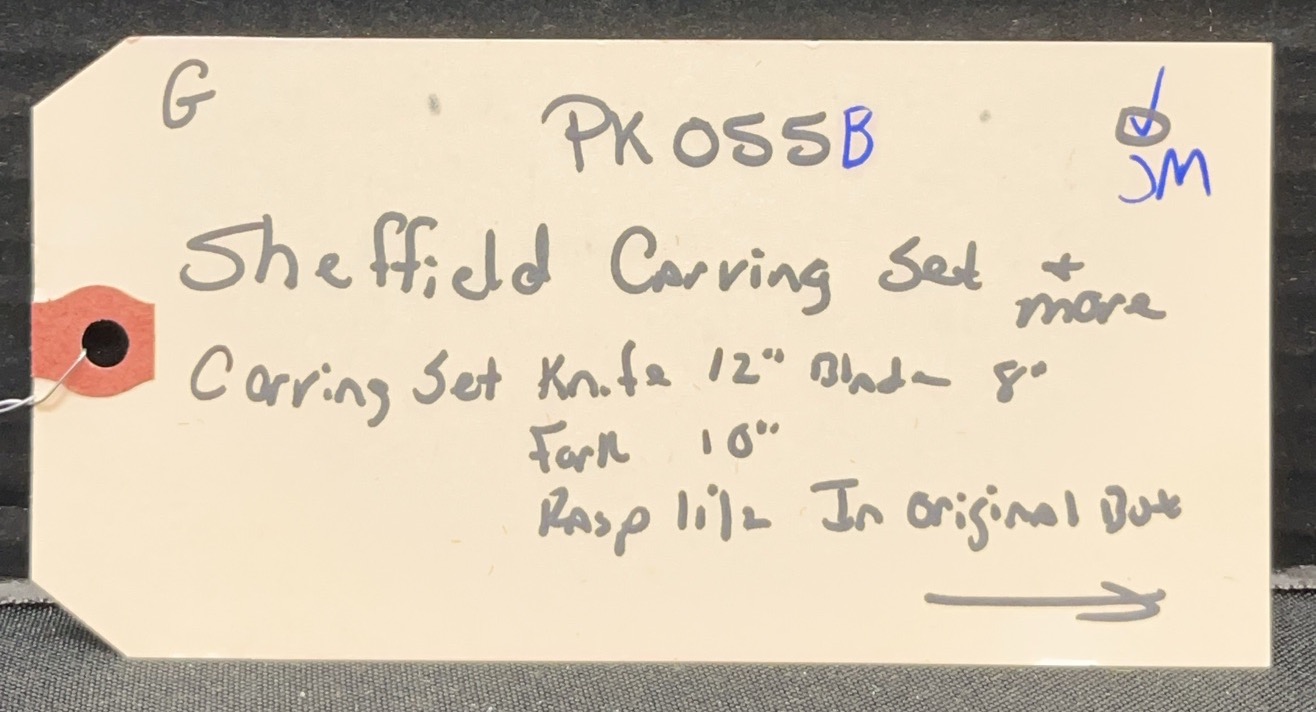 G
PK055B
JM
Sheffield Carving Set + more
Carving Set Knife 12" Blade 8"
Fork 10"
Rasp 11 1/2 In Original Box